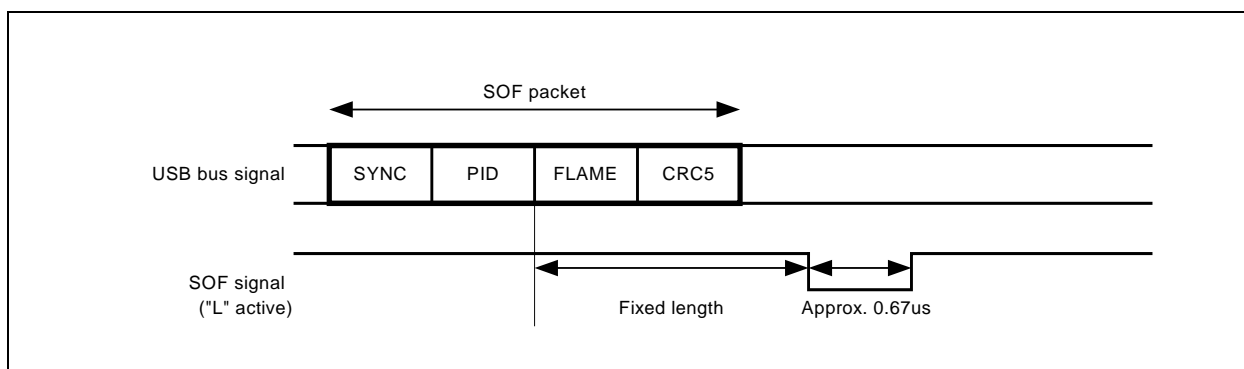 SOF packet
USB bus signal
SYNC PID FLAME CRC5
SOF signal
("L" active)
Fixed length
Approx. 0.67us